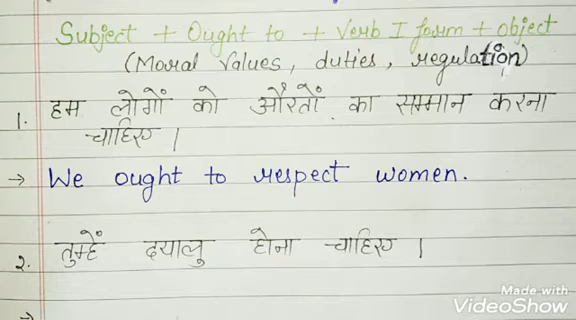 Subject + Ought to + Verb I form + object
(Moral Values, duties, regulation)
1. हम लोगों को औरतों का सम्मान करना
चाहिए।
→ We ought to respect women.
२. तुम्हें दयालु होना चाहिए।
→
Made with
VideoShow